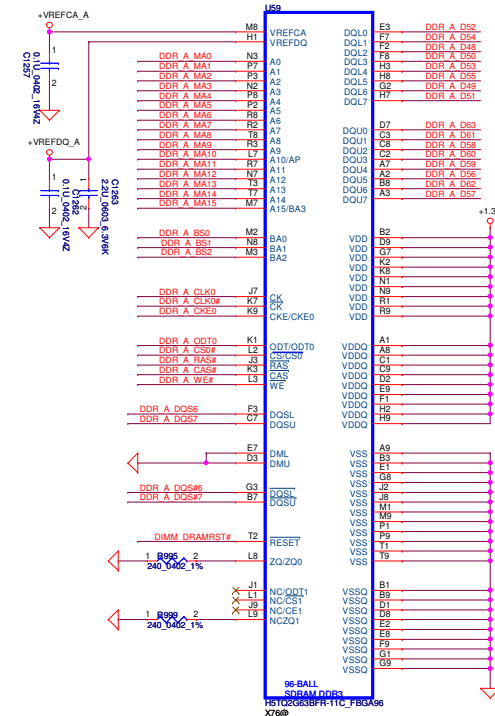 +VREFCA_A
U59
M8 VREFCA
H1 VREFDQ
1
2
0.1U_0402_16V4Z
C1257
DDR_A_MA0 N3 A0
DDR_A_MA1 P7 A1
DDR_A_MA2 P3 A2
DDR_A_MA3 N2 A3
DDR_A_MA4 P8 A4
DDR_A_MA5 P2 A5
DDR_A_MA6 R8 A6
DDR_A_MA7 R2 A7
DDR_A_MA8 T8 A8
DDR_A_MA9 R3 A9
DDR_A_MA10 L7 A10/AP
DDR_A_MA11 R7 A11
DDR_A_MA12 N7 A12
DDR_A_MA13 T3 A13
DDR_A_MA14 T7 A14
DDR_A_MA15 M7 A15/BA3
+VREFDQ_A
1
2
0.1U_0402_16V4Z
C1262
1
2
2.2U_0603_6.3V6K
C1263
DDR_A_BS0 M2 BA0
DDR_A_BS1 N8 BA1
DDR_A_BS2 M3 BA2
DDR_A_CLK0 J7 CK
DDR_A_CLK0# K7 CK
DDR_A_CKE0 K9 CKE/CKE0
DDR_A_ODT0 K1 ODT/ODT0
DDR_A_CS0# L2 CS/CS0
DDR_A_RAS# J3 RAS
DDR_A_CAS# K3 CAS
DDR_A_WE# L3 WE
DDR_A_DQS6 F3 DQSL
DDR_A_DQS7 C7 DQSU
E7 DML
D3 DMU
DDR_A_DQS#6 G3 DQSL
DDR_A_DQS#7 B7 DQSU
DIMM_DRAMRST# T2 RESET
1 R995 2 L8 ZQ/ZQ0
240_0402_1%
J1 NC/ODT1
L1 NC/CS1
J9 NC/CE1
L9 NCZQ1
1 R999 2
240_0402_1%
DQL0 E3 DDR_A_D52
DQL1 F7 DDR_A_D54
DQL2 F2 DDR_A_D48
DQL3 F8 DDR_A_D50
DQL4 H3 DDR_A_D53
DQL5 H8 DDR_A_D55
DQL6 G2 DDR_A_D49
DQL7 H7 DDR_A_D51
DQU0 D7 DDR_A_D63
DQU1 C3 DDR_A_D61
DQU2 C8 DDR_A_D58
DQU3 C2 DDR_A_D60
DQU4 A7 DDR_A_D59
DQU5 A2 DDR_A_D56
DQU6 B8 DDR_A_D62
DQU7 A3 DDR_A_D57
+1.3
VDD B2
VDD D9
VDD G7
VDD K2
VDD K8
VDD N1
VDD N9
VDD R1
VDD R9
VDDQ A1
VDDQ A8
VDDQ C1
VDDQ C9
VDDQ D2
VDDQ E9
VDDQ F1
VDDQ H2
VDDQ H9
VSS A9
VSS B3
VSS E1
VSS G8
VSS J2
VSS J8
VSS M1
VSS M9
VSS P1
VSS P9
VSS T1
VSS T9
VSSQ B1
VSSQ B9
VSSQ D1
VSSQ D8
VSSQ E2
VSSQ E8
VSSQ F9
VSSQ G1
VSSQ G9
96-BALL
SDRAM DDR3
H5TQ2G63BFR-11C_FBGA96
X76@